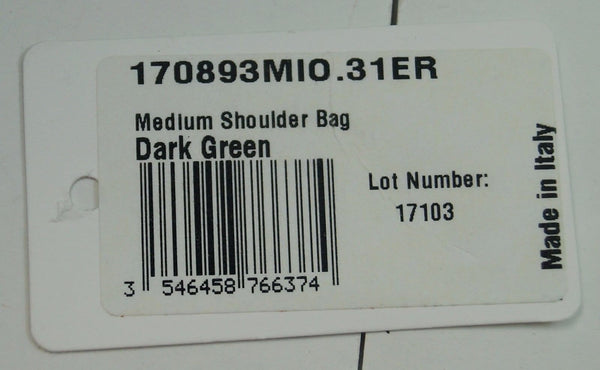 170893MIO.31ER
Medium Shoulder Bag
Dark Green
Lot Number:
17103
3 546458 766374
Made in Italy